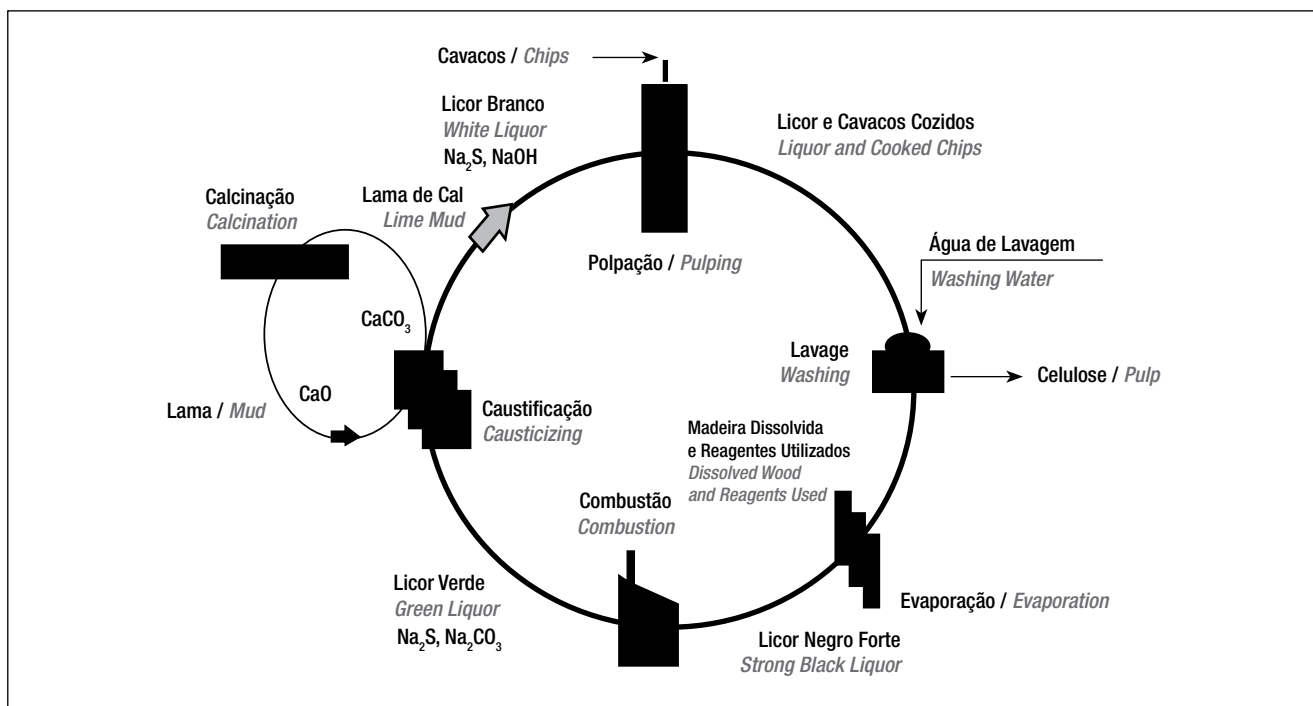 Cavacos / Chips
Licor Branco
White Liquor
Na₂S, NaOH
Licor e Cavacos Cozidos
Liquor and Cooked Chips
Calcinação
Calcination
Lama de Cal
Lime Mud
Polpação / Pulping
Água de Lavagem
Washing Water
CaCO₃
Lavage
Washing
Celulose / Pulp
CaO
Lama / Mud
Caustificação
Causticizing
Madeira Dissolvida
e Reagentes Utilizados
Dissolved Wood
and Reagents Used
Combustão
Combustion
Licor Verde
Green Liquor
Na₂S, Na₂CO₃
Evaporação / Evaporation
Licor Negro Forte
Strong Black Liquor